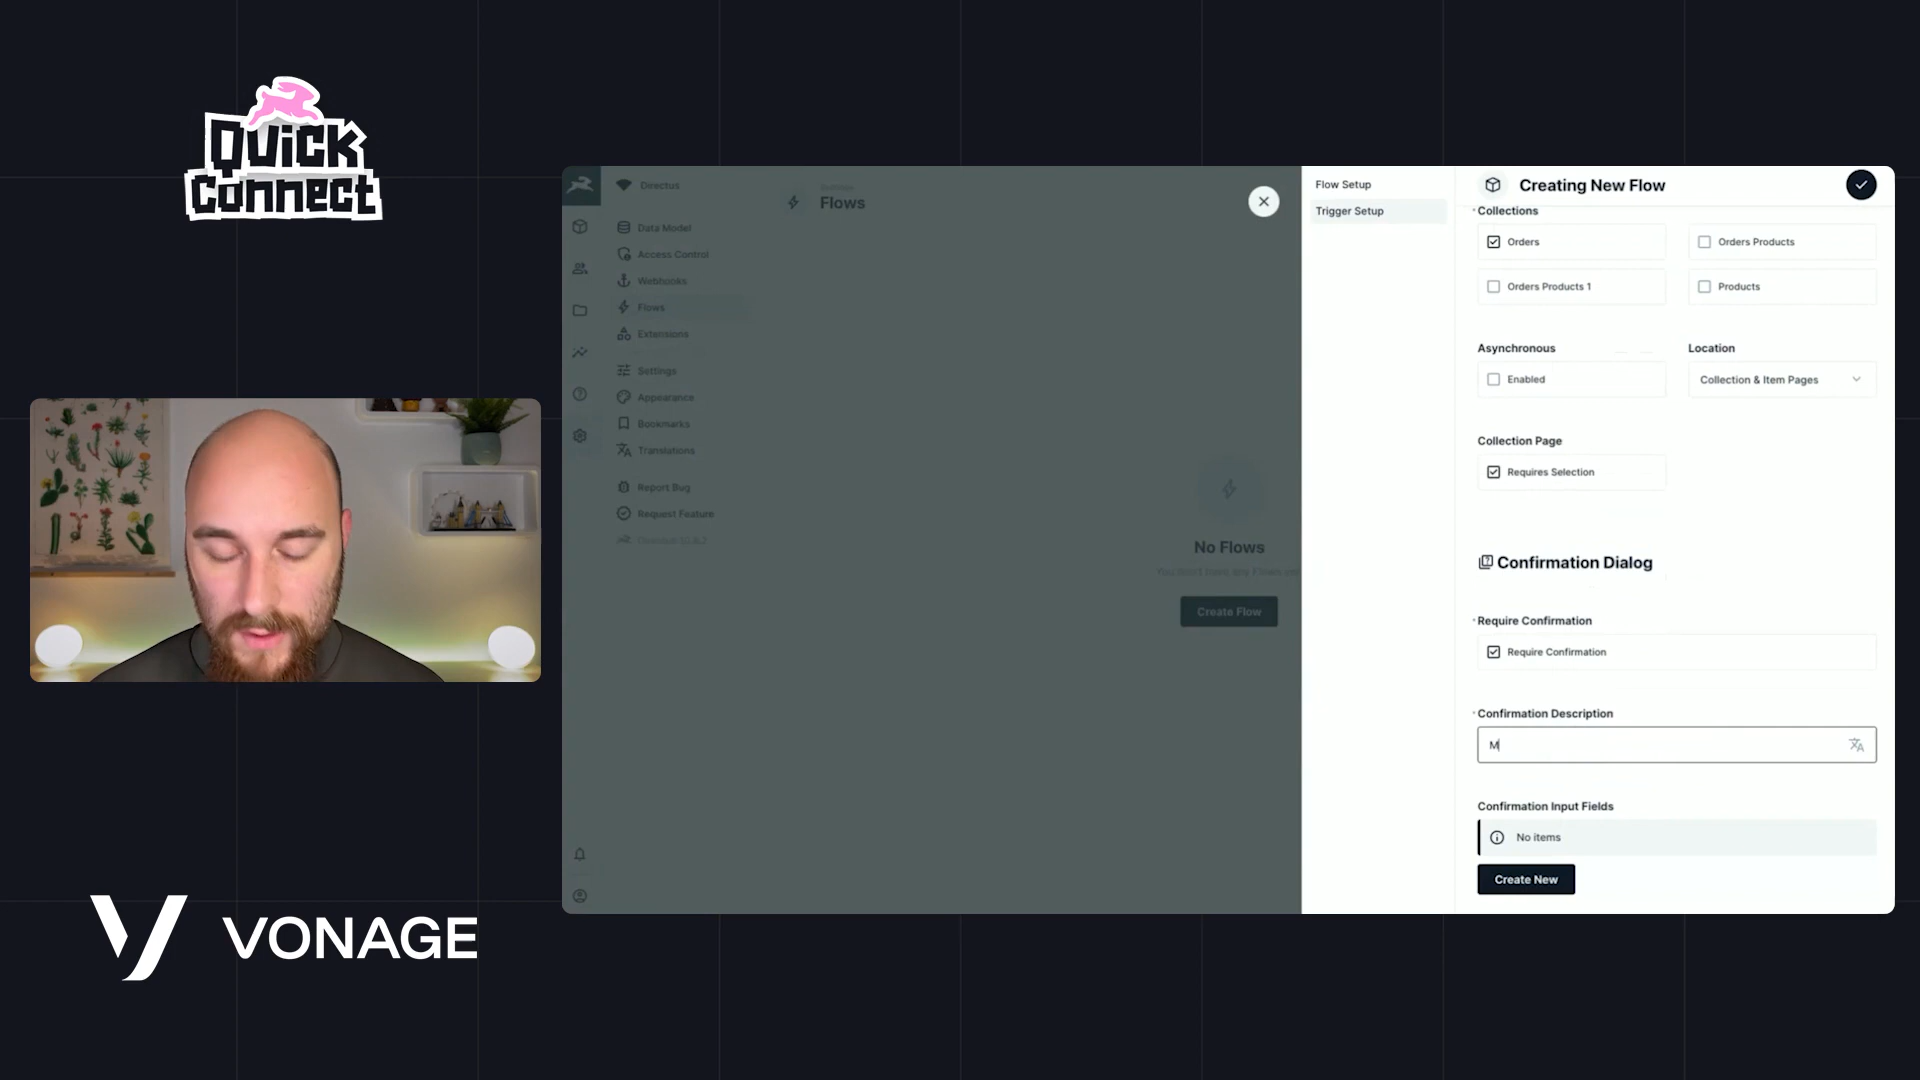 Quick
Connect
VONAGE
Directus
Data Model
Access Control
Webhooks
Flows
Extensions
Settings
Appearance
Bookmarks
Translations
Report Bug
Request Feature
Settings
Flows
No Flows
Create Flow
Flow Setup
Trigger Setup
Creating New Flow
Collections
Orders
Orders Products
Orders Products 1
Products
Asynchronous
Location
Enabled
Collection & Item Pages
Collection Page
Requires Selection
Confirmation Dialog
Require Confirmation
Require Confirmation
Confirmation Description
M
Confirmation Input Fields
No items
Create New